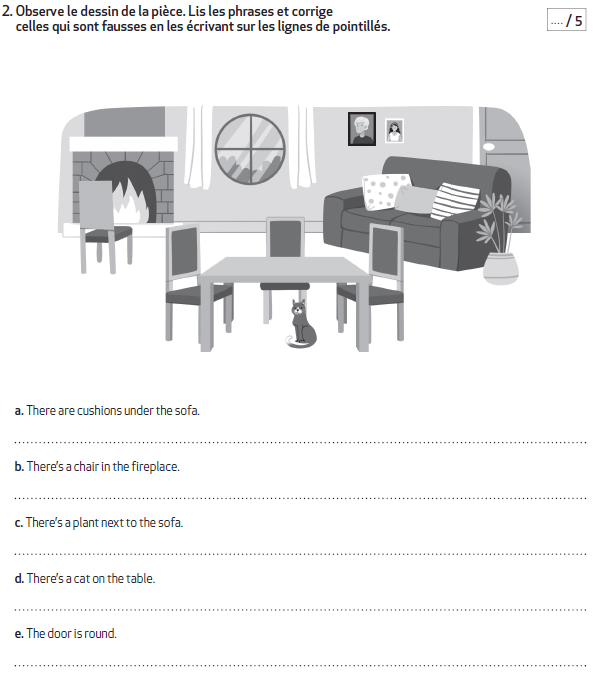 2. Observe le dessin de la pièce. Lis les phrases et corrige
celles qui sont fausses en les écrivant sur les lignes de pointillés.
.... / 5
a. There are cushions under the sofa.
b. There's a chair in the fireplace.
c. There's a plant next to the sofa.
d. There's a cat on the table.
e. The door is round.